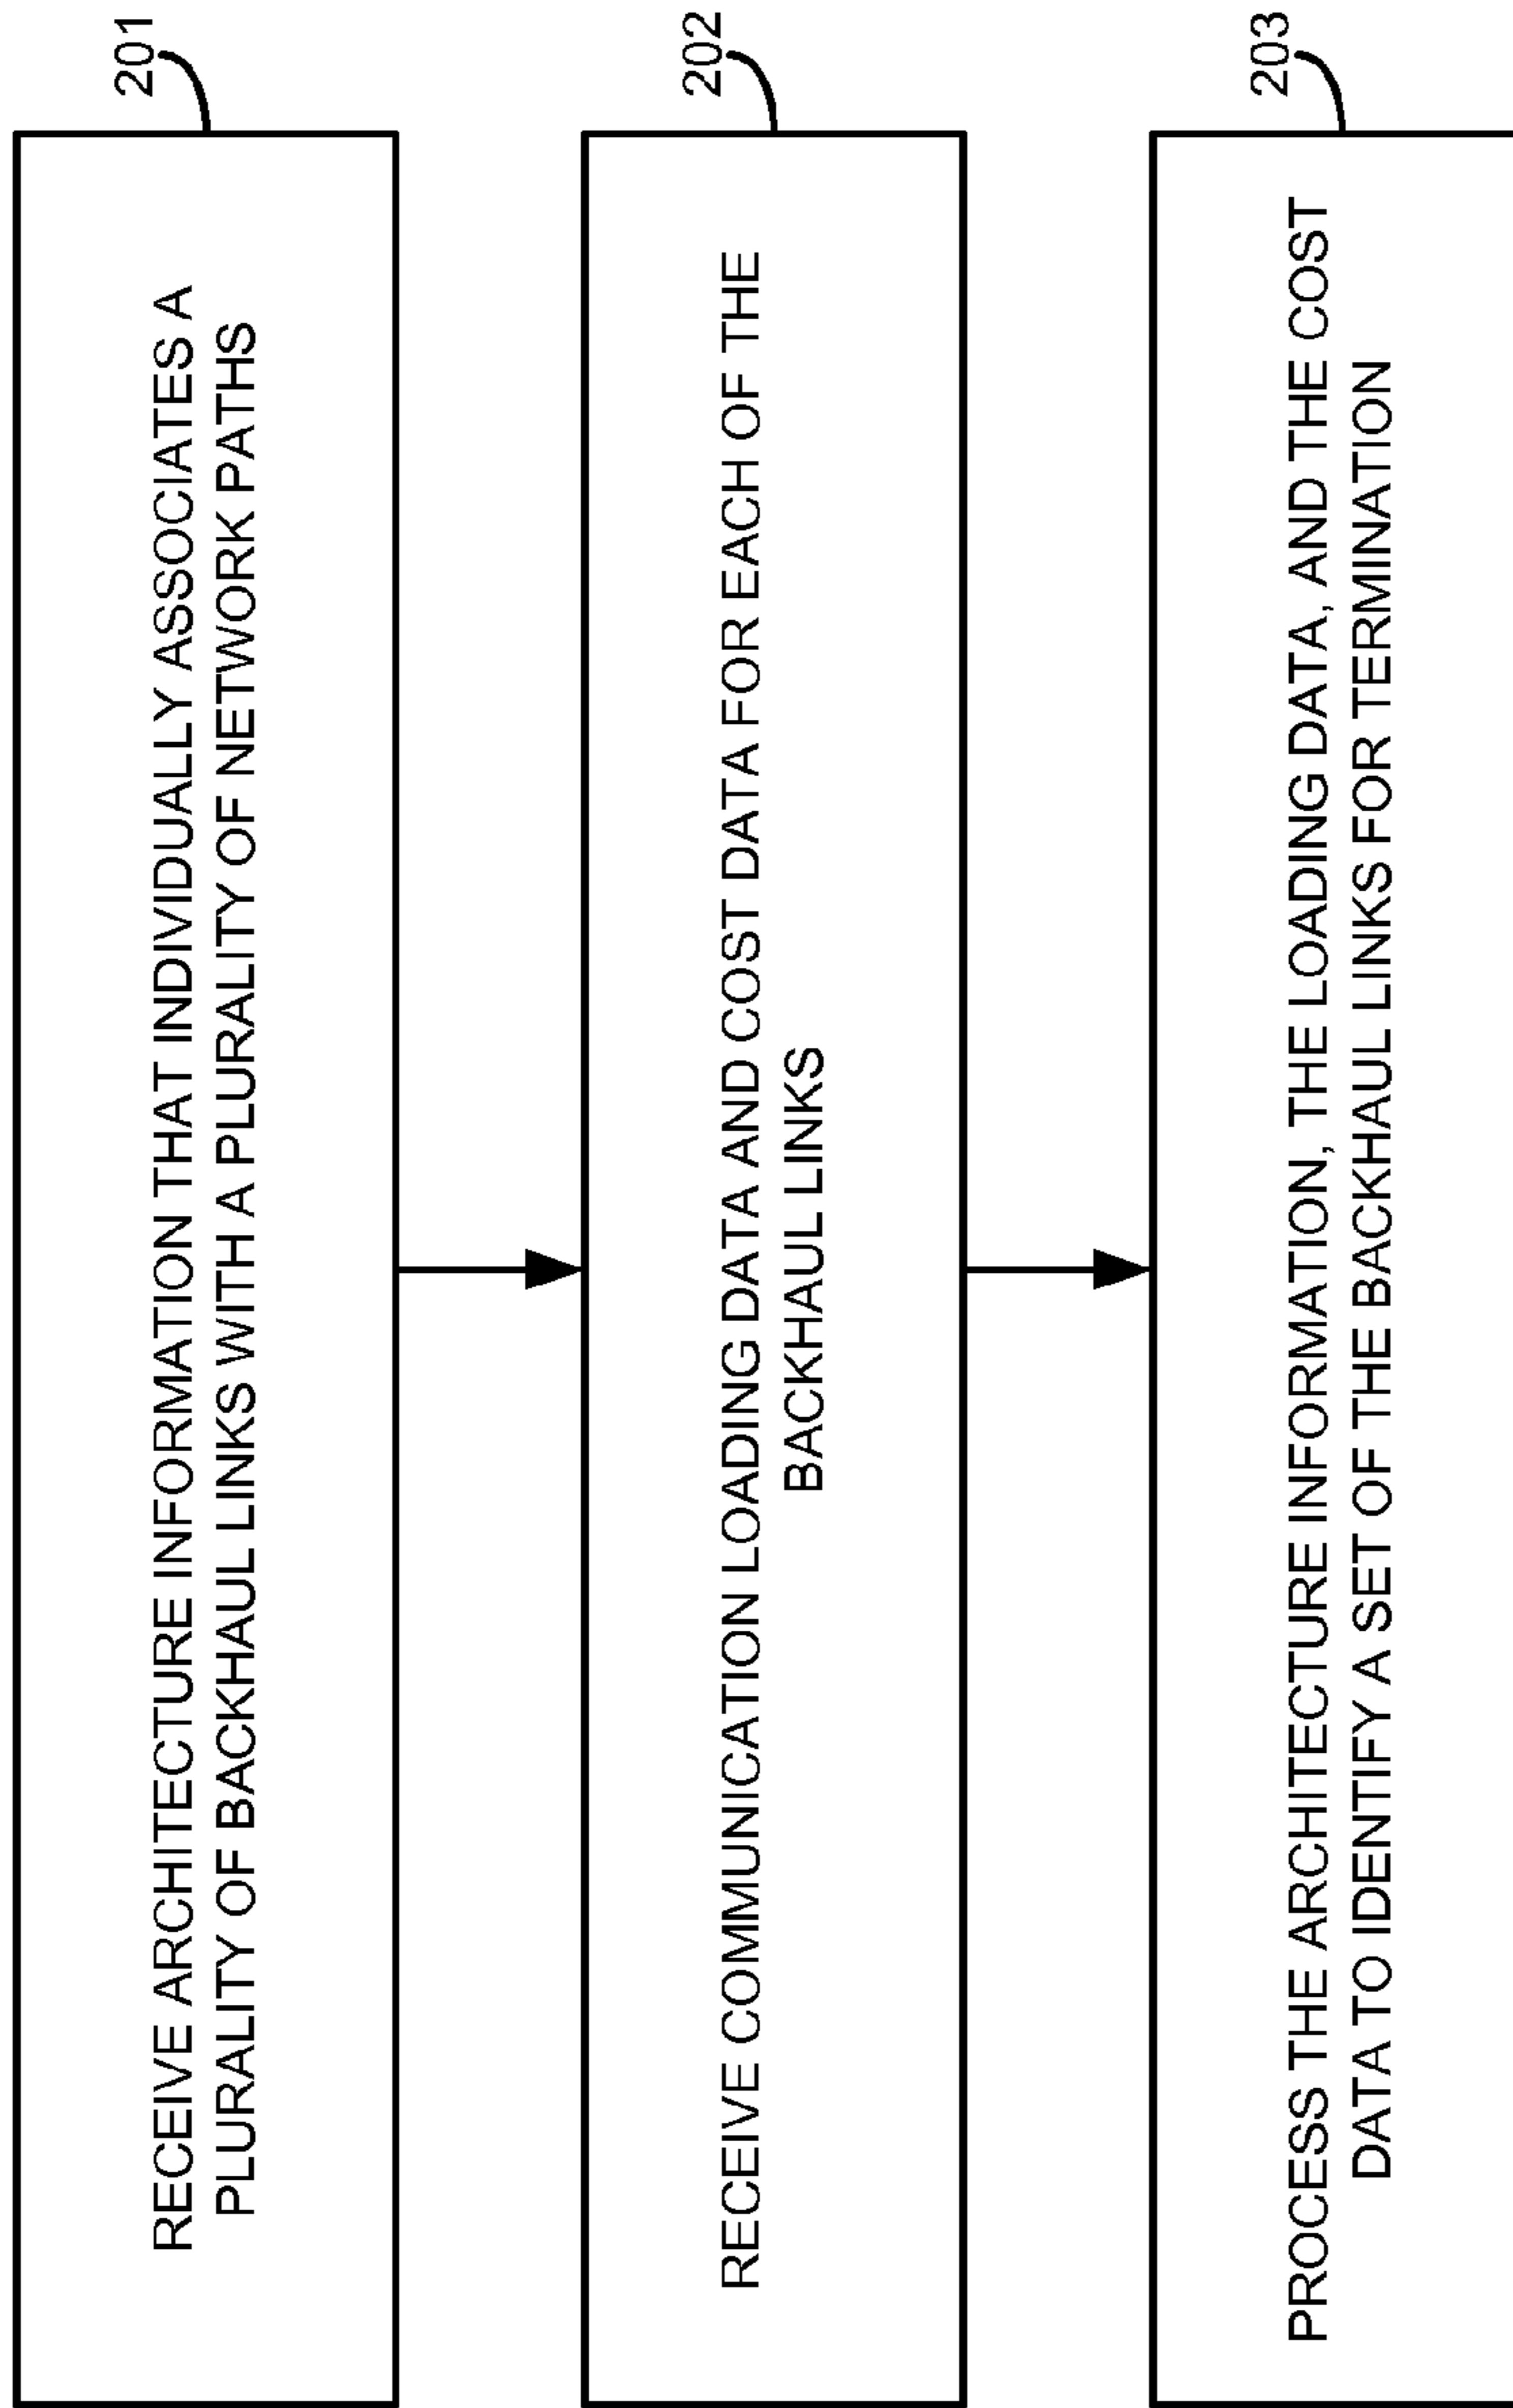 201
RECEIVE ARCHITECTURE INFORMATION THAT INDIVIDUALLY ASSOCIATES A
PLURALITY OF BACKHAUL LINKS WITH A PLURALITY OF NETWORK PATHS
202
RECEIVE COMMUNICATION LOADING DATA AND COST DATA FOR EACH OF THE
BACKHAUL LINKS
203
PROCESS THE ARCHITECTURE INFORMATION, THE LOADING DATA, AND THE COST
DATA TO IDENTIFY A SET OF THE BACKHAUL LINKS FOR TERMINATION